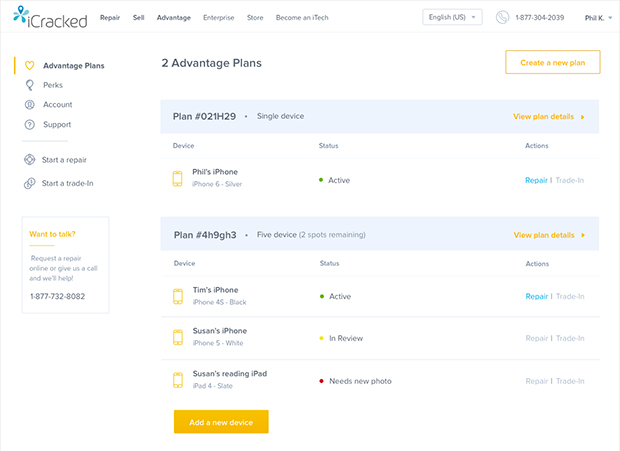 iCracked
Repair Sell Advantage Enterprise Store Become an iTech
English (US)
1-877-304-2039
Phil K.
Advantage Plans
Perks
Account
Support
Start a repair
Start a trade-In
Want to talk?
Request a repair
online or give us a call
and we'll help!
1-877-732-8082
2 Advantage Plans
Create a new plan
Plan #021H29 • Single device
View plan details
Device Status Actions
Phil's iPhone
iPhone 6 - Silver
Active
Repair | Trade-In
Plan #4h9gh3 • Five device (2 spots remaining)
View plan details
Device Status Actions
Tim's iPhone
iPhone 4S - Black
Active
Repair | Trade-In
Susan's iPhone
iPhone 5 - White
In Review
Repair | Trade-In
Susan's reading iPad
iPad 4 - Slate
Needs new photo
Repair | Trade-In
Add a new device